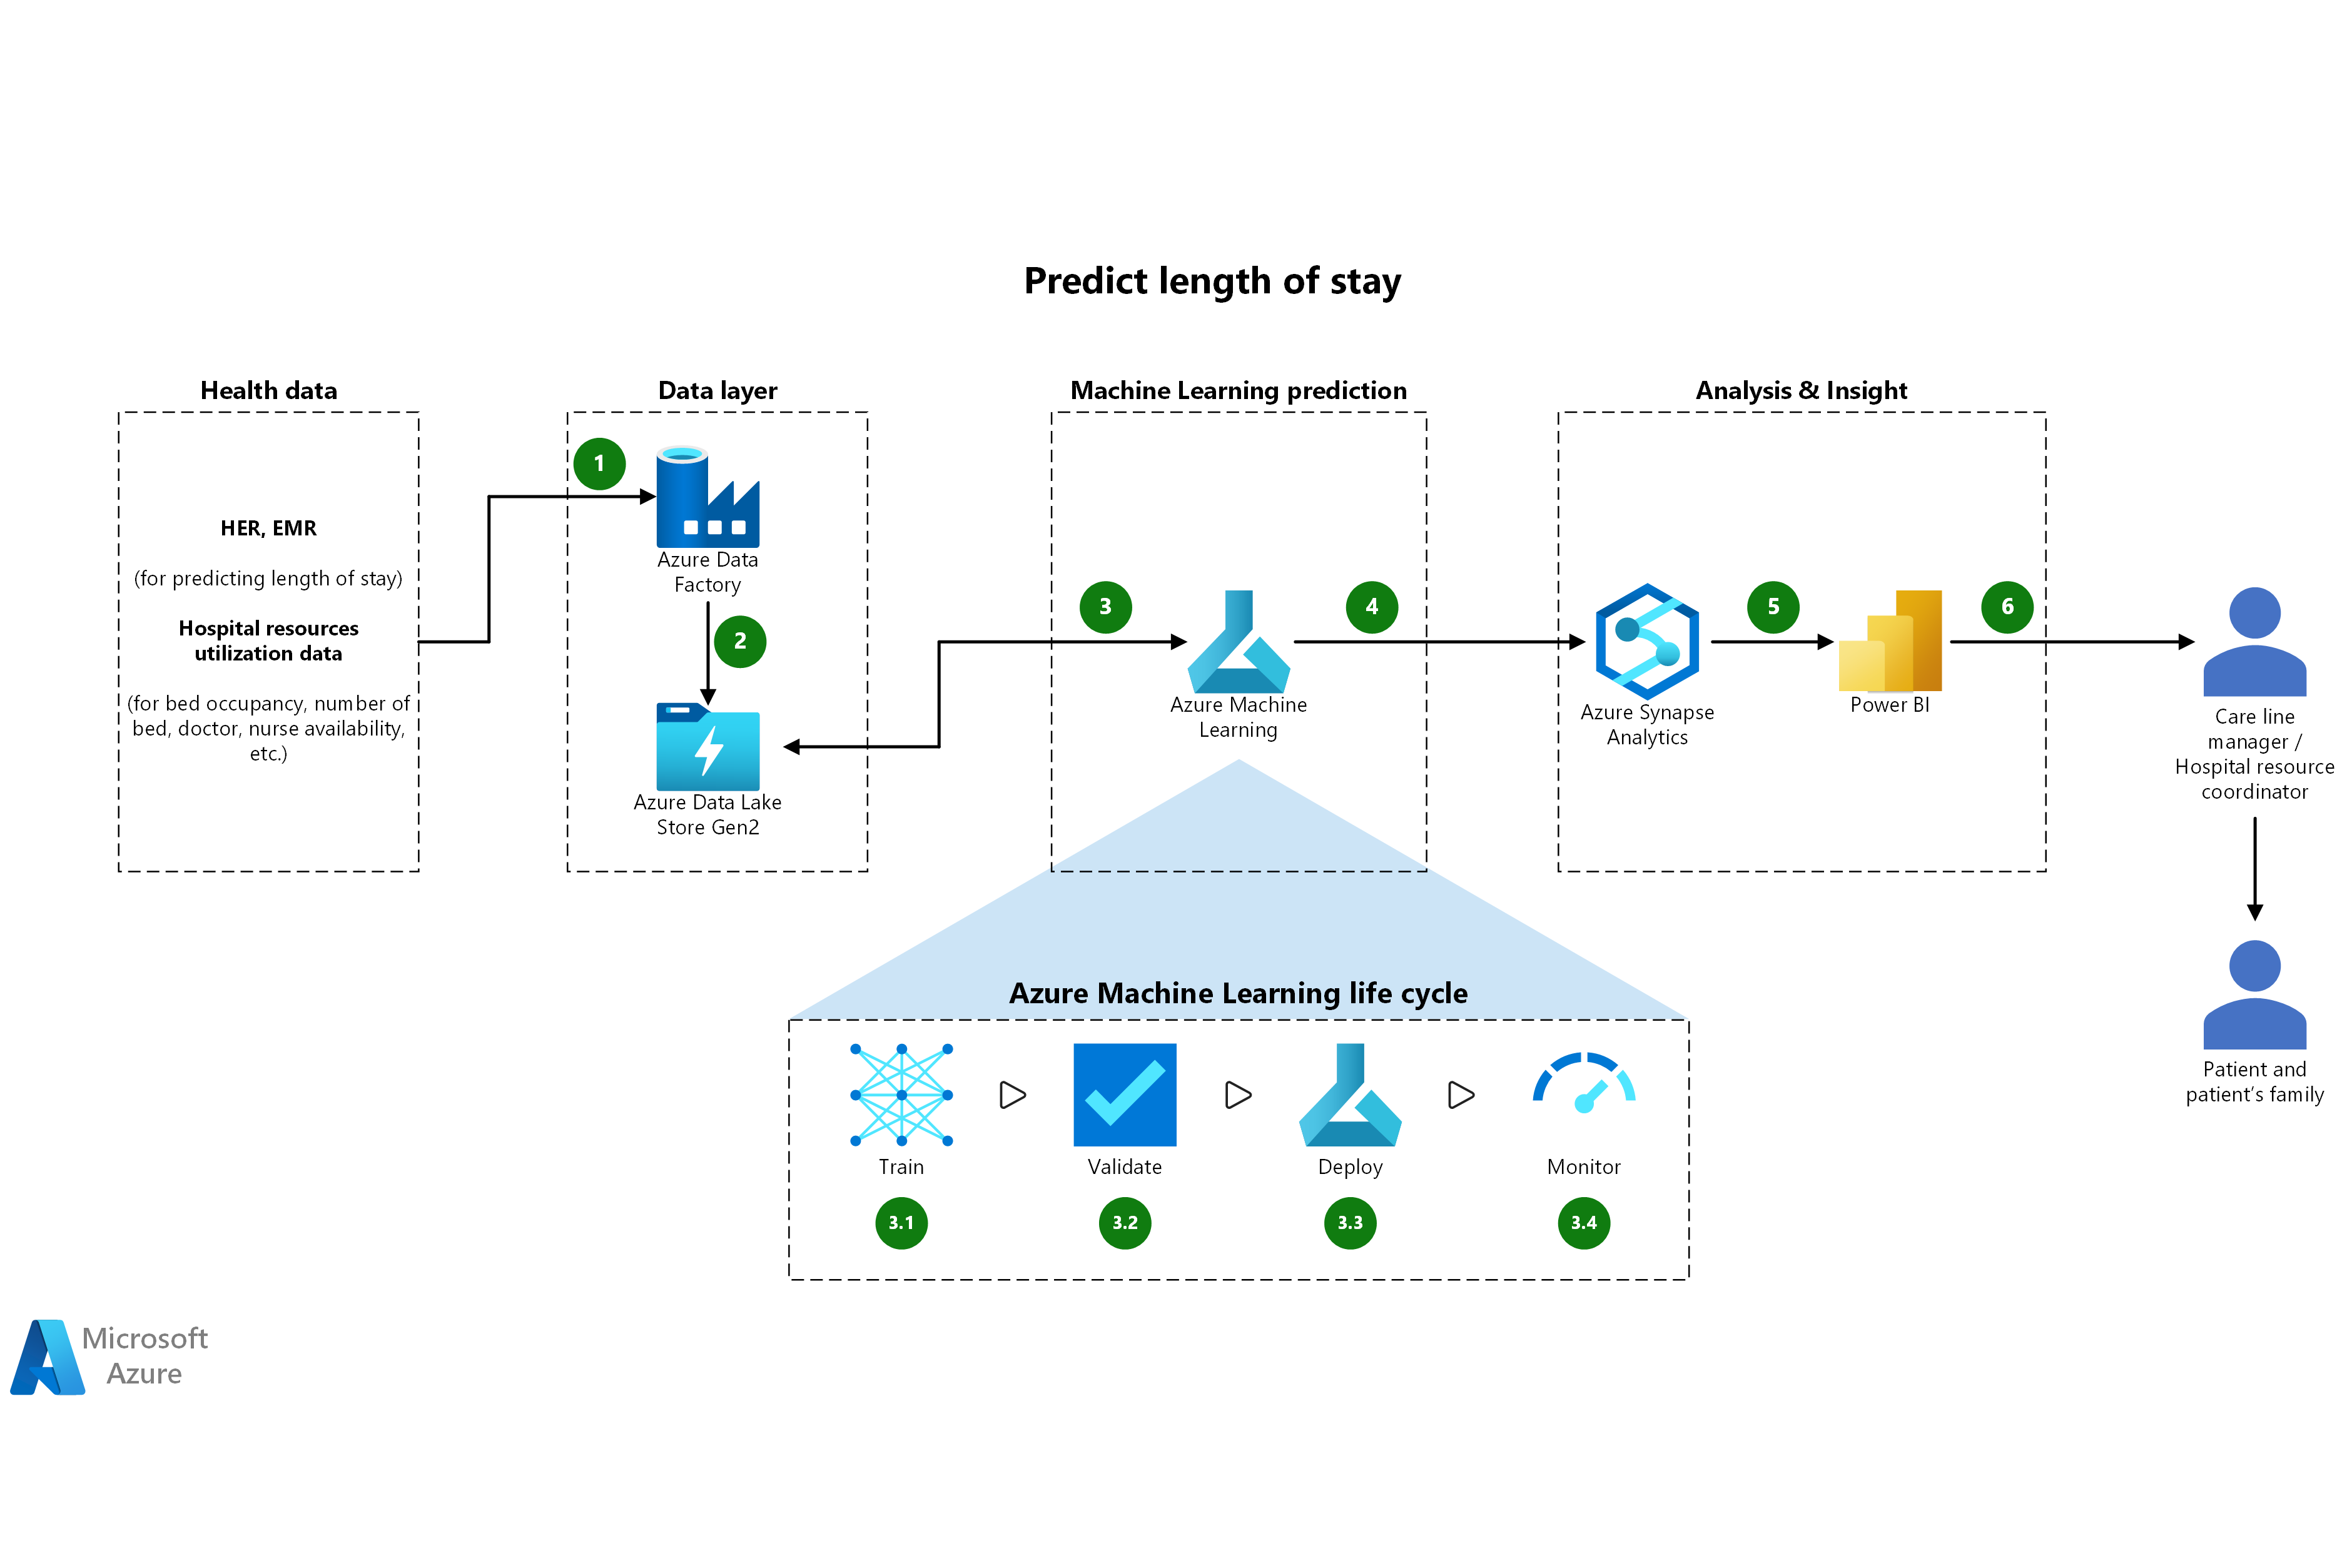 Predict length of stay
Health data
HER, EMR
(for predicting length of stay)
Hospital resources
utilization data
(for bed occupancy, number of
bed, doctor, nurse availability,
etc.)
Data layer
1
Azure Data
Factory
2
Azure Data Lake
Store Gen2
Machine Learning prediction
3
Azure Machine
Learning
4
Analysis & Insight
Azure Synapse
Analytics
5
Power BI
6
Care line
manager /
Hospital resource
coordinator
Patient and
patient’s family
Azure Machine Learning life cycle
Train
3.1
Validate
3.2
Deploy
3.3
Monitor
3.4
Microsoft
Azure